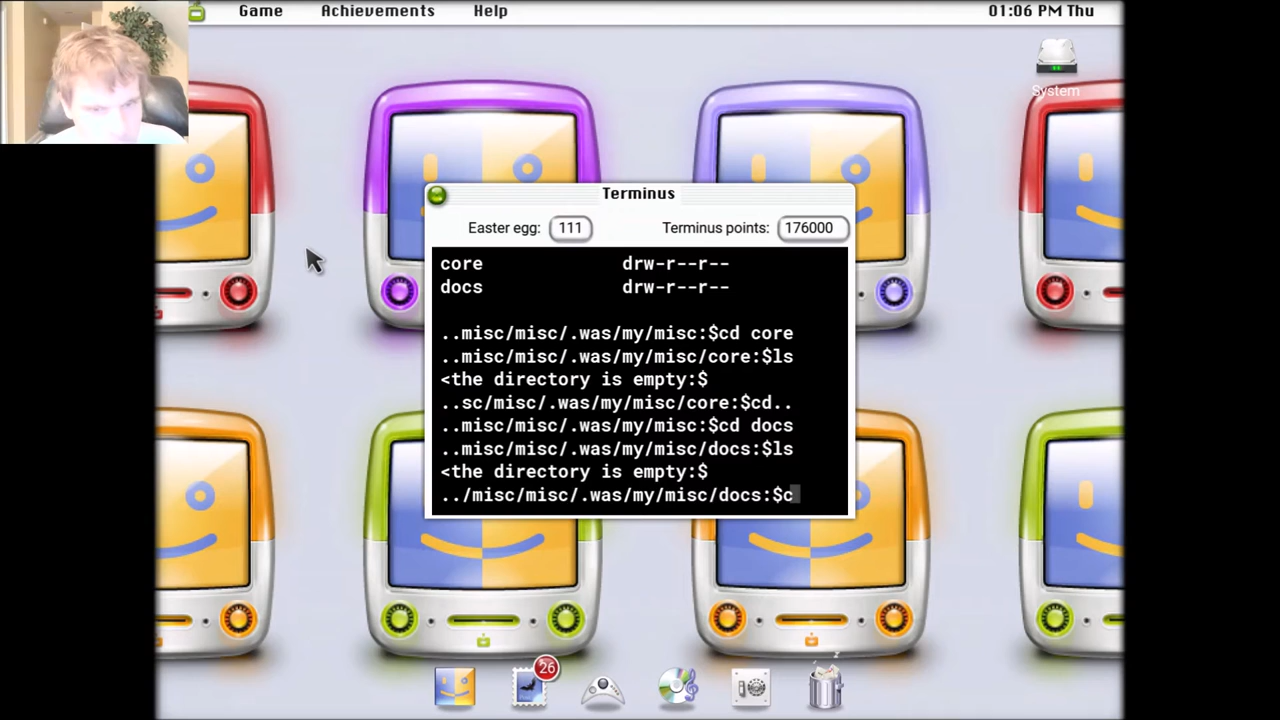 Game Achievements Help 01:06 PM Thu
System
Terminus
Easter egg: 111 Terminus points: 176000
core drw-r--r--
docs drw-r--r--
..misc/misc/.was/my/misc:$cd core
..misc/misc/.was/my/misc/core:$ls
<the directory is empty:$
..sc/misc/.was/my/misc/core:$cd..
..misc/misc/.was/my/misc:$cd docs
..misc/misc/.was/my/misc/docs:$ls
<the directory is empty:$
../misc/misc/.was/my/misc/docs:$c
26